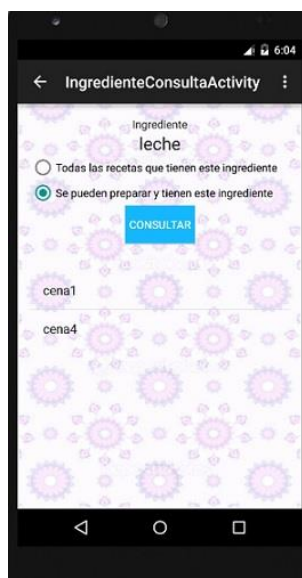 6:04
IngredienteConsultaActivity
Ingrediente
leche
Todas las recetas que tienen este ingrediente
Se pueden preparar y tienen este ingrediente
CONSULTAR
cena1
cena4